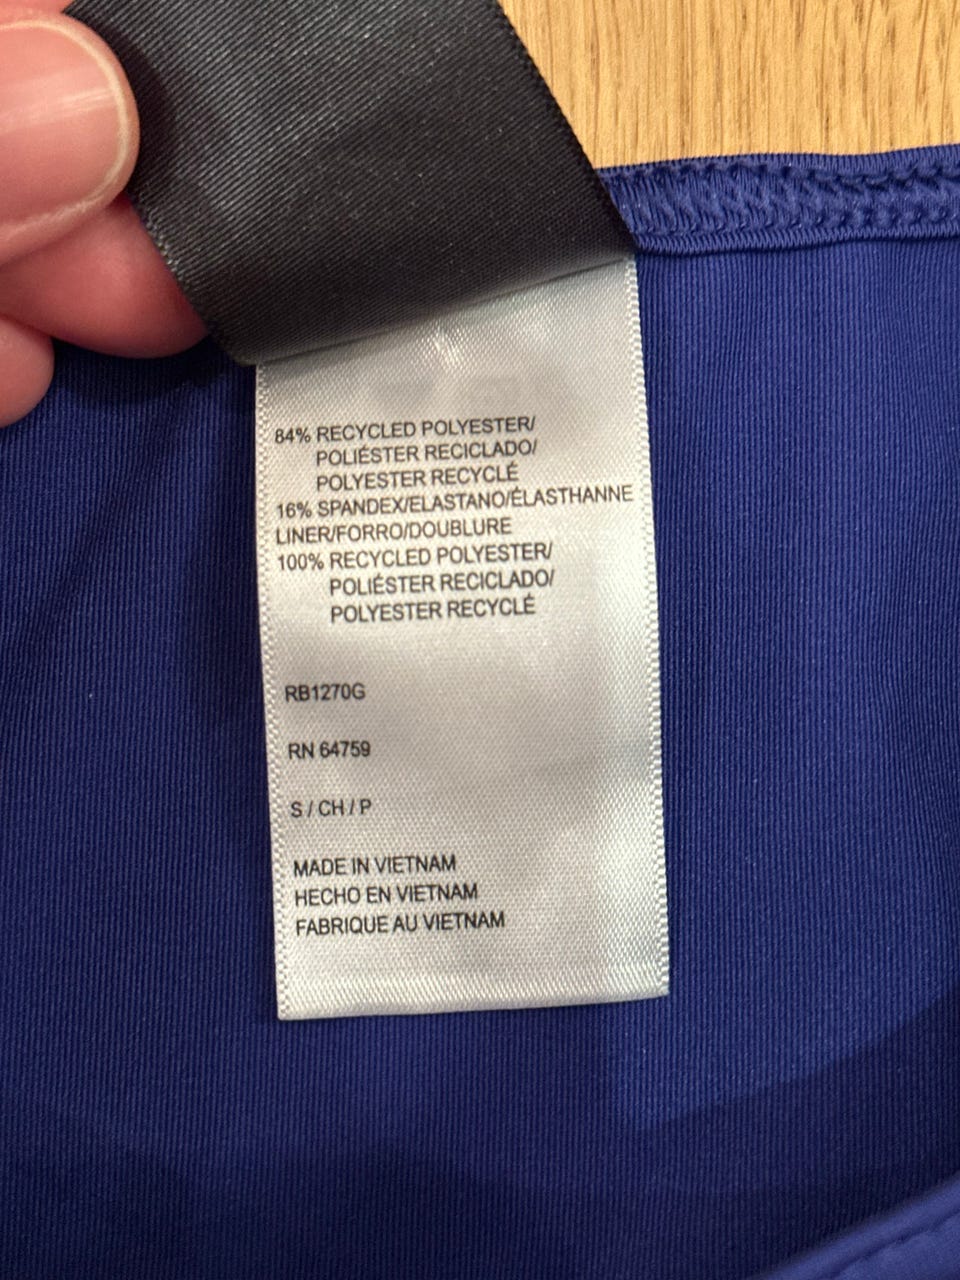 84% RECYCLED POLYESTER/
POLIÉSTER RECICLADO/
POLYESTER RECYCLÉ
16% SPANDEX/ELASTANO/ÉLASTHANNE
LINER/FORRO/DOUBLURE
100% RECYCLED POLYESTER/
POLIÉSTER RECICLADO/
POLYESTER RECYCLÉ
RB1270G
RN 64759
S / CH / P
MADE IN VIETNAM
HECHO EN VIETNAM
FABRIQUE AU VIETNAM